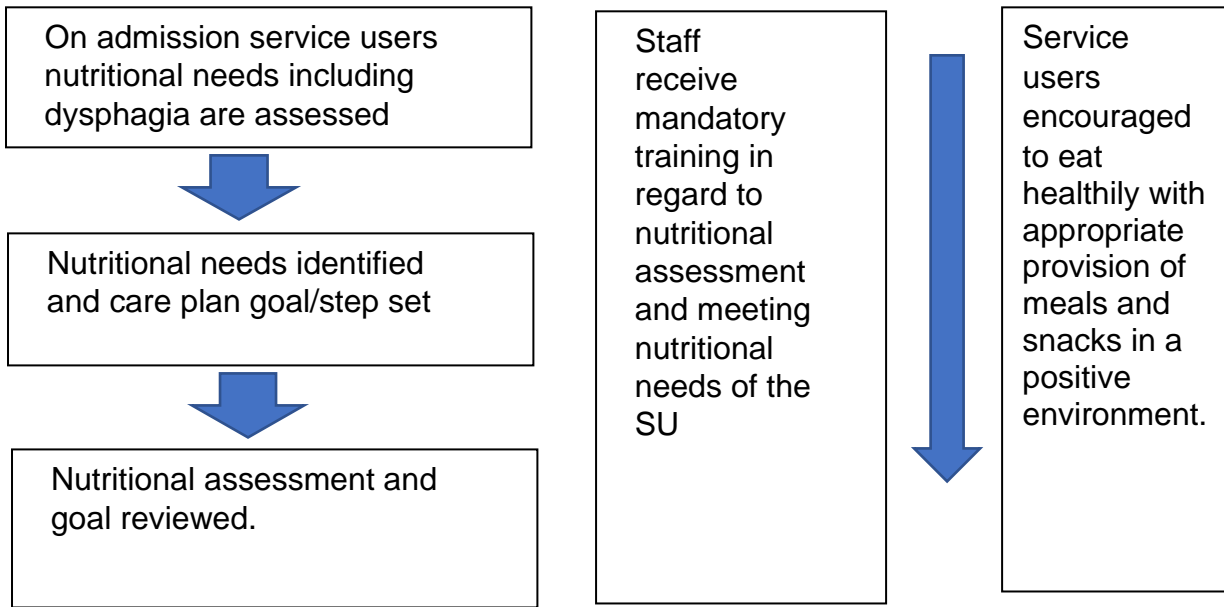 On admission service users
nutritional needs including
dysphagia are assessed
Nutritional needs identified
and care plan goal/step set
Nutritional assessment and
goal reviewed.
Staff
receive
mandatory
training in
regard to
nutritional
assessment
and meeting
nutritional
needs of the
SU
Service
users
encouraged
to eat
healthily with
appropriate
provision of
meals and
snacks in a
positive
environment.